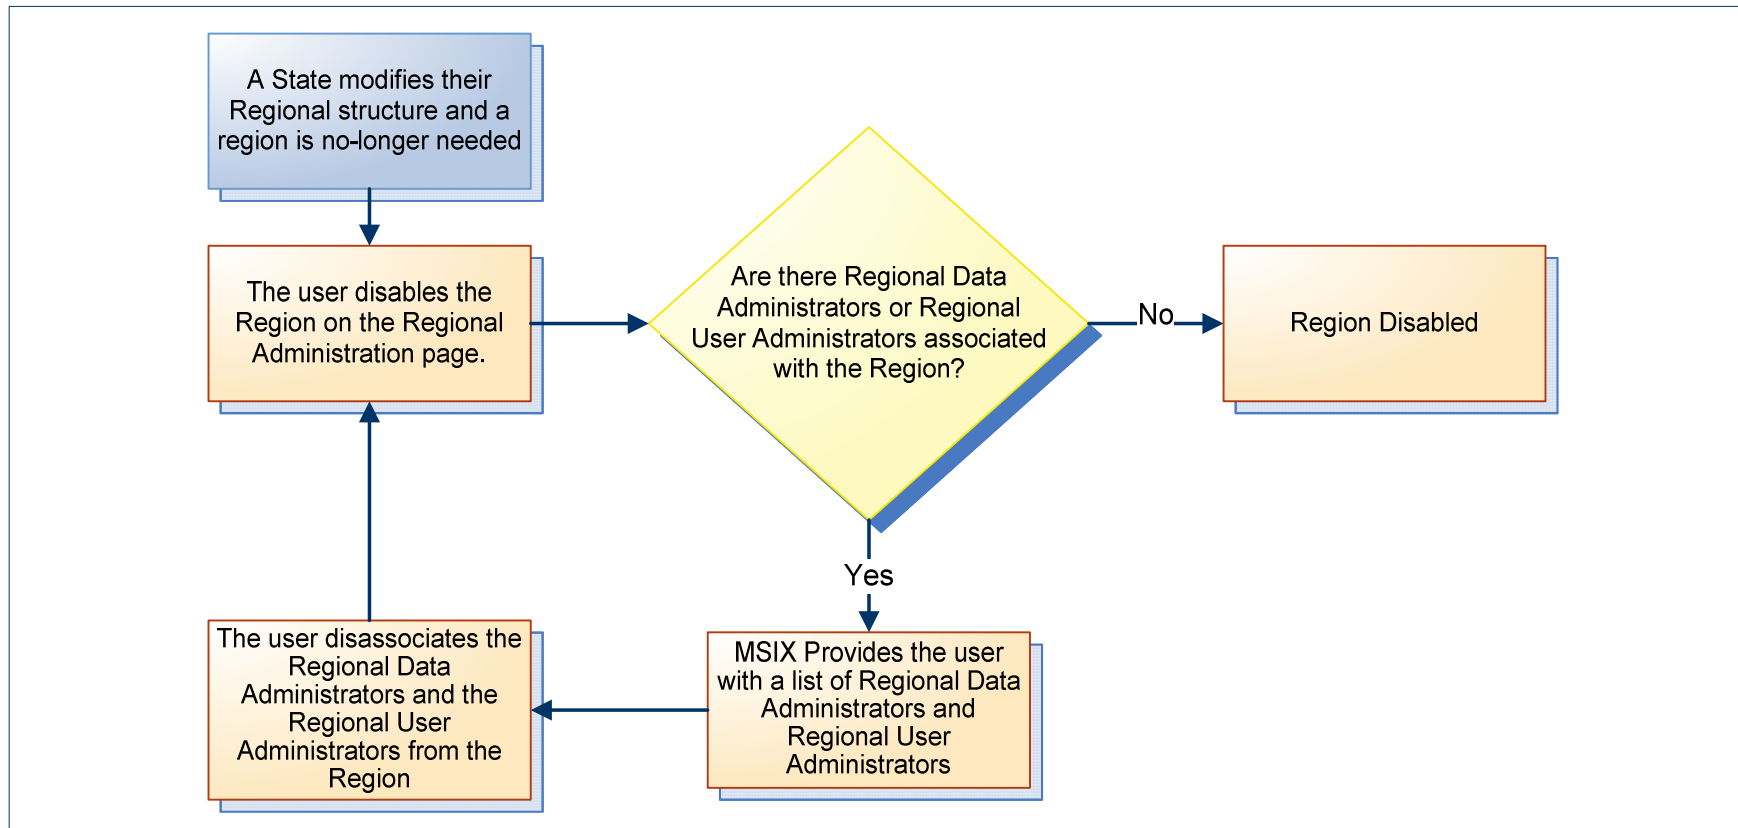 A State modifies their
Regional structure and a
region is no-longer needed
The user disables the
Region on the Regional
Administration page.
Are there Regional Data
Administrators or Regional
User Administrators associated
with the Region?
No
Region Disabled
Yes
MSIX Provides the user
with a list of Regional Data
Administrators and
Regional User
Administrators
The user disassociates the
Regional Data
Administrators and the
Regional User
Administrators from the
Region